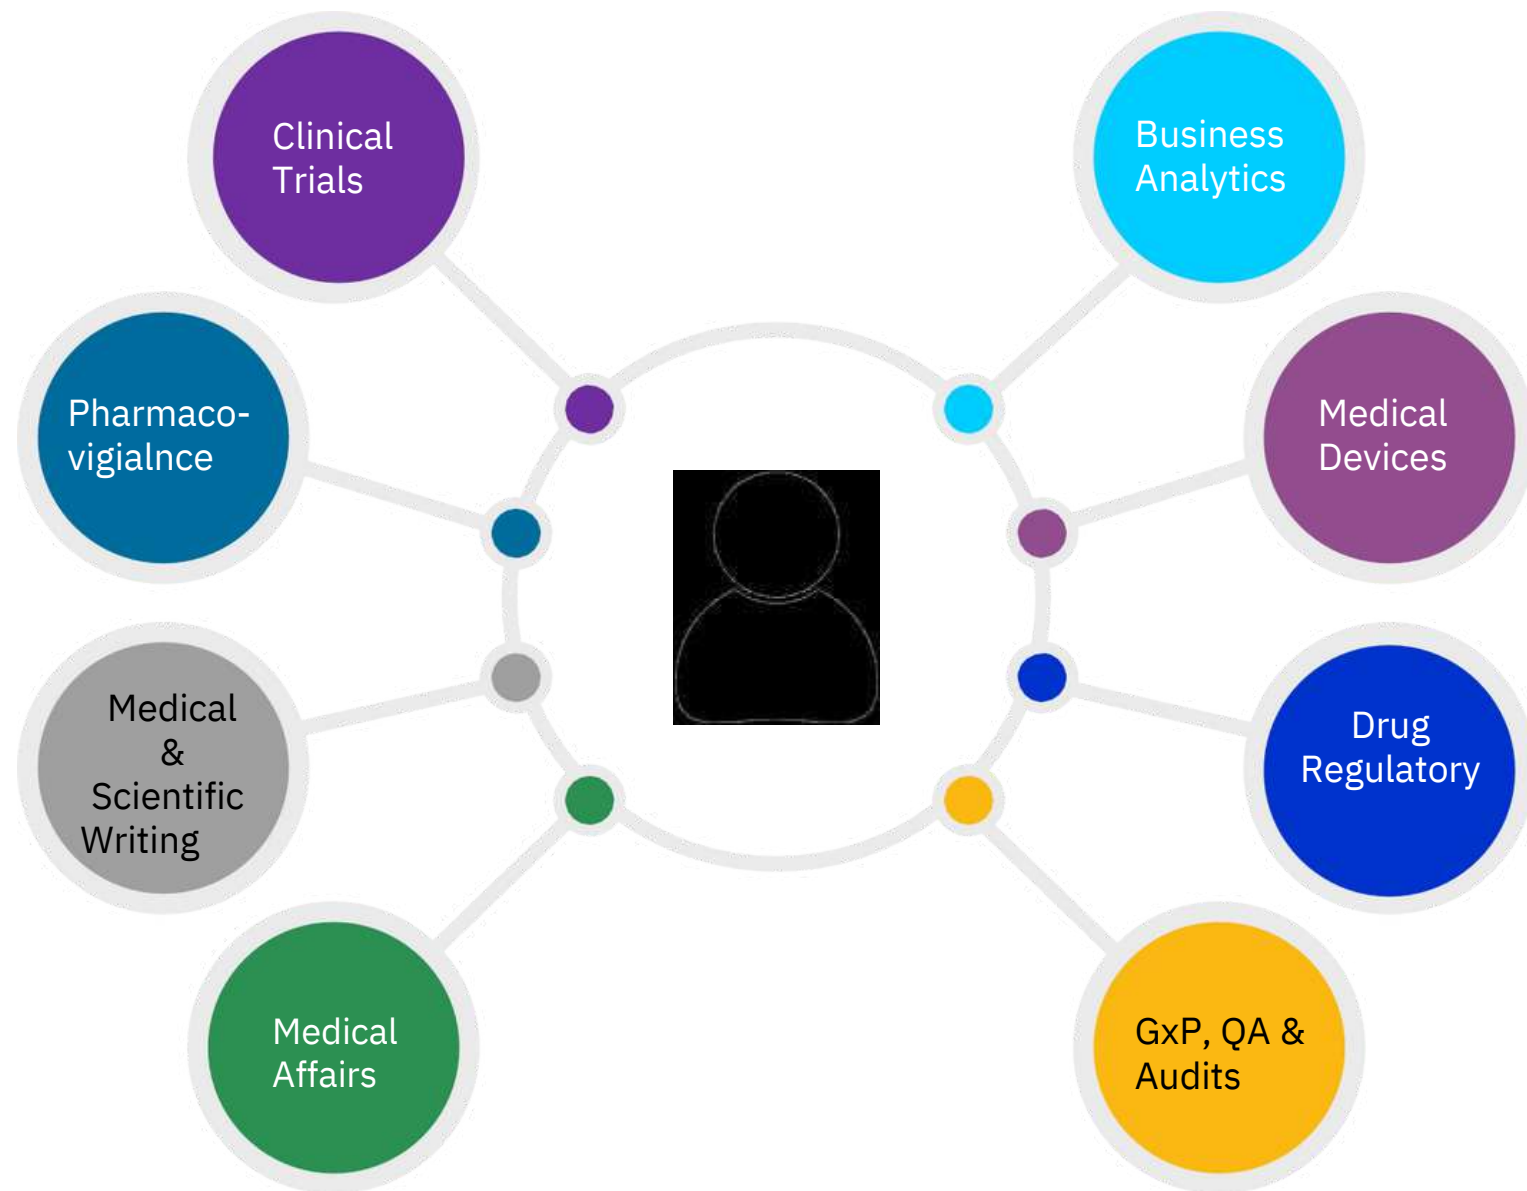 Clinical
Trials
Business
Analytics
Pharmaco-
vigialnce
Medical
Devices
Medical
&
Scientific
Writing
Drug
Regulatory
Medical
Affairs
GxP, QA &
Audits